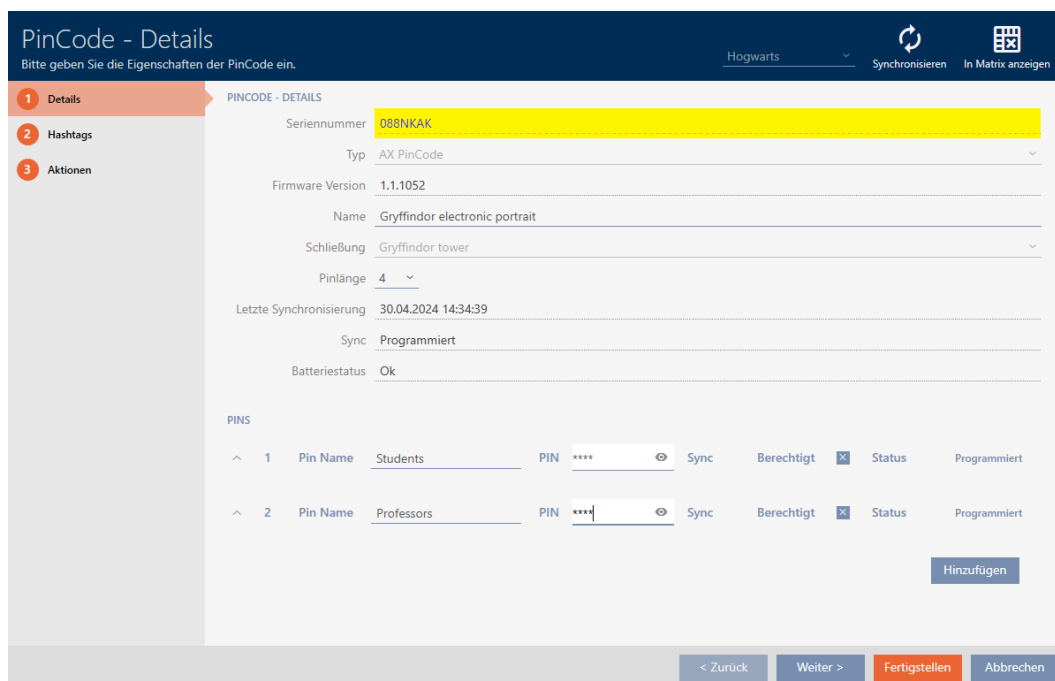 PinCode - Details
Bitte geben Sie die Eigenschaften der PinCode ein.
Hogwarts
Synchronisieren
In Matrix anzeigen
1 Details
2 Hashtags
3 Aktionen
PINCODE - DETAILS
Seriennummer 088NKAK
Typ AX PinCode
Firmware Version 1.1.1052
Name Gryffindor electronic portrait
Schließung Gryffindor tower
Pinlänge 4
Letzte Synchronisierung 30.04.2024 14:34:39
Sync Programmiert
Batteriestatus Ok
PINS
1 Pin Name Students PIN **** Sync Berechtigt Status Programmiert
2 Pin Name Professors PIN **** Sync Berechtigt Status Programmiert
Hinzufügen
< Zurück Weiter > Fertigstellen Abbrechen